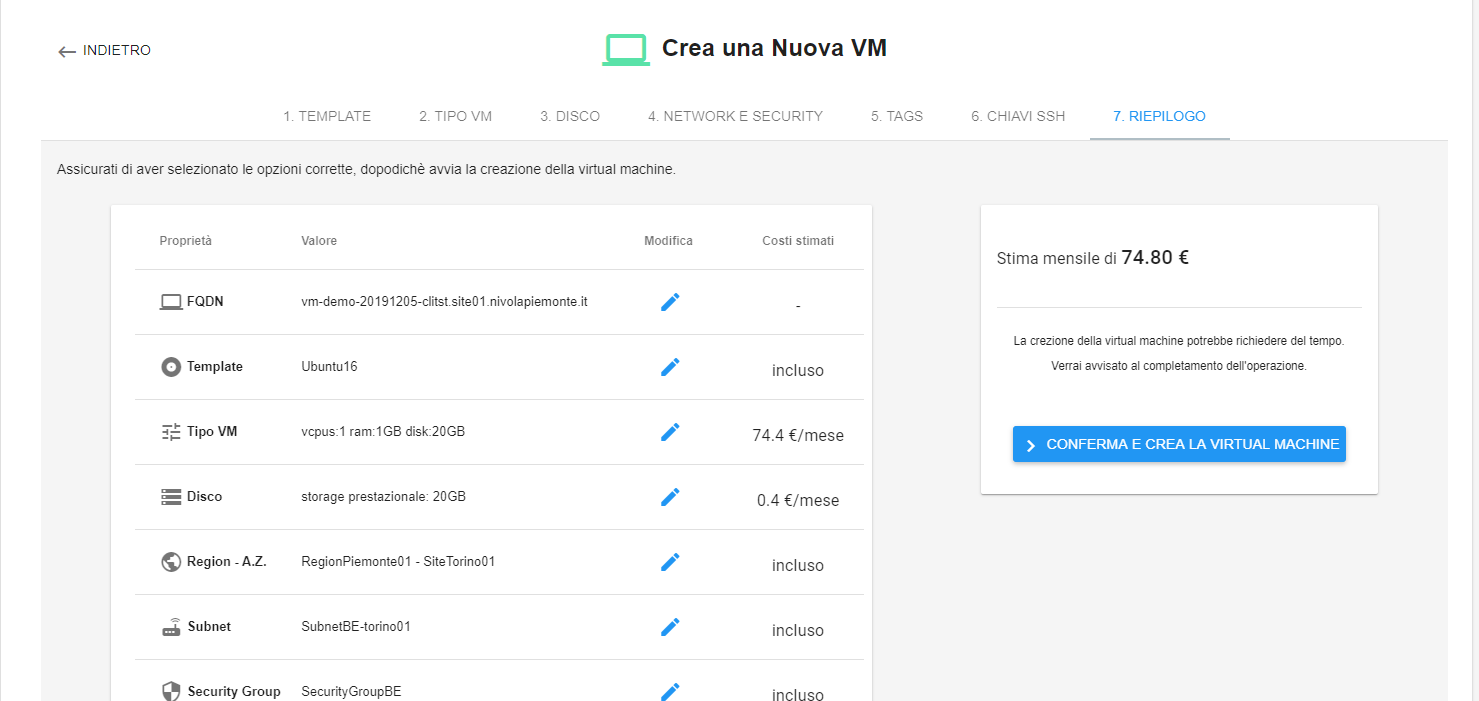 INDIETRO
Crea una Nuova VM
1. TEMPLATE 2. TIPO VM 3. DISCO 4. NETWORK E SECURITY 5. TAGS 6. CHIAVI SSH 7. RIEPILOGO
Assicurati di aver selezionato le opzioni corrette, dopodichè avvia la creazione della virtual machine.
Proprietà Valore Modifica Costi stimati
FQDN vm-demo-20191205-clitst.site01.nivolapiemonte.it -
Template Ubuntu16 incluso
Tipo VM vcpus:1 ram:1GB disk:20GB 74.4 €/mese
Disco storage prestazionale: 20GB 0.4 €/mese
Region - A.Z. RegionPiemonte01 - SiteTorino01 incluso
Subnet SubnetBE-torino01 incluso
Security Group SecurityGroupBE incluso
Stima mensile di 74.80 €
La crezione della virtual machine potrebbe richiedere del tempo.
Verrai avvisato al completamento dell'operazione.
CONFERMA E CREA LA VIRTUAL MACHINE